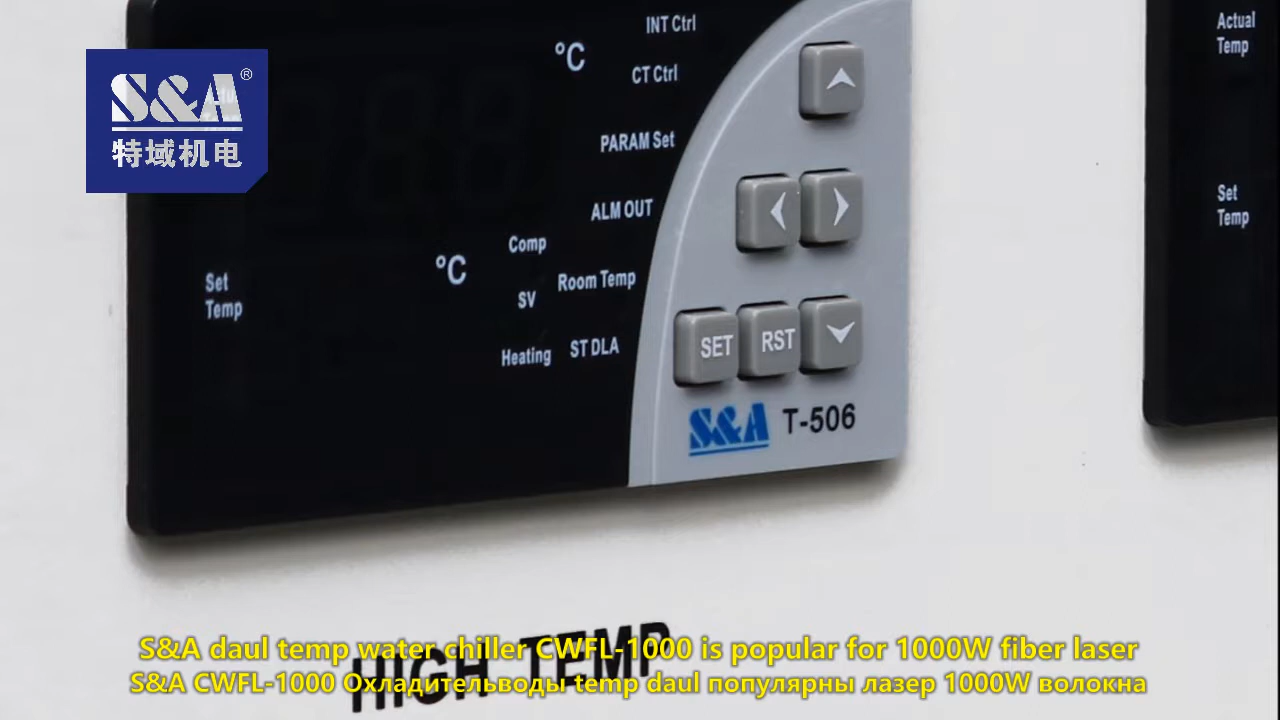 S&A®
特域机电
INT Ctrl
°C
CT Ctrl
PARAM Set
ALM OUT
Comp
°C
Room Temp
SV
Set
Temp
Heating
ST DLA
SET
RST
S&A T-506
Actual
Temp
Set
Temp
HIGH TEMP
S&A daul temp water chiller CWFL-1000 is popular for 1000W fiber laser
S&A CWFL-1000 Охладительводы temp daul популярны лазер 1000W волокна